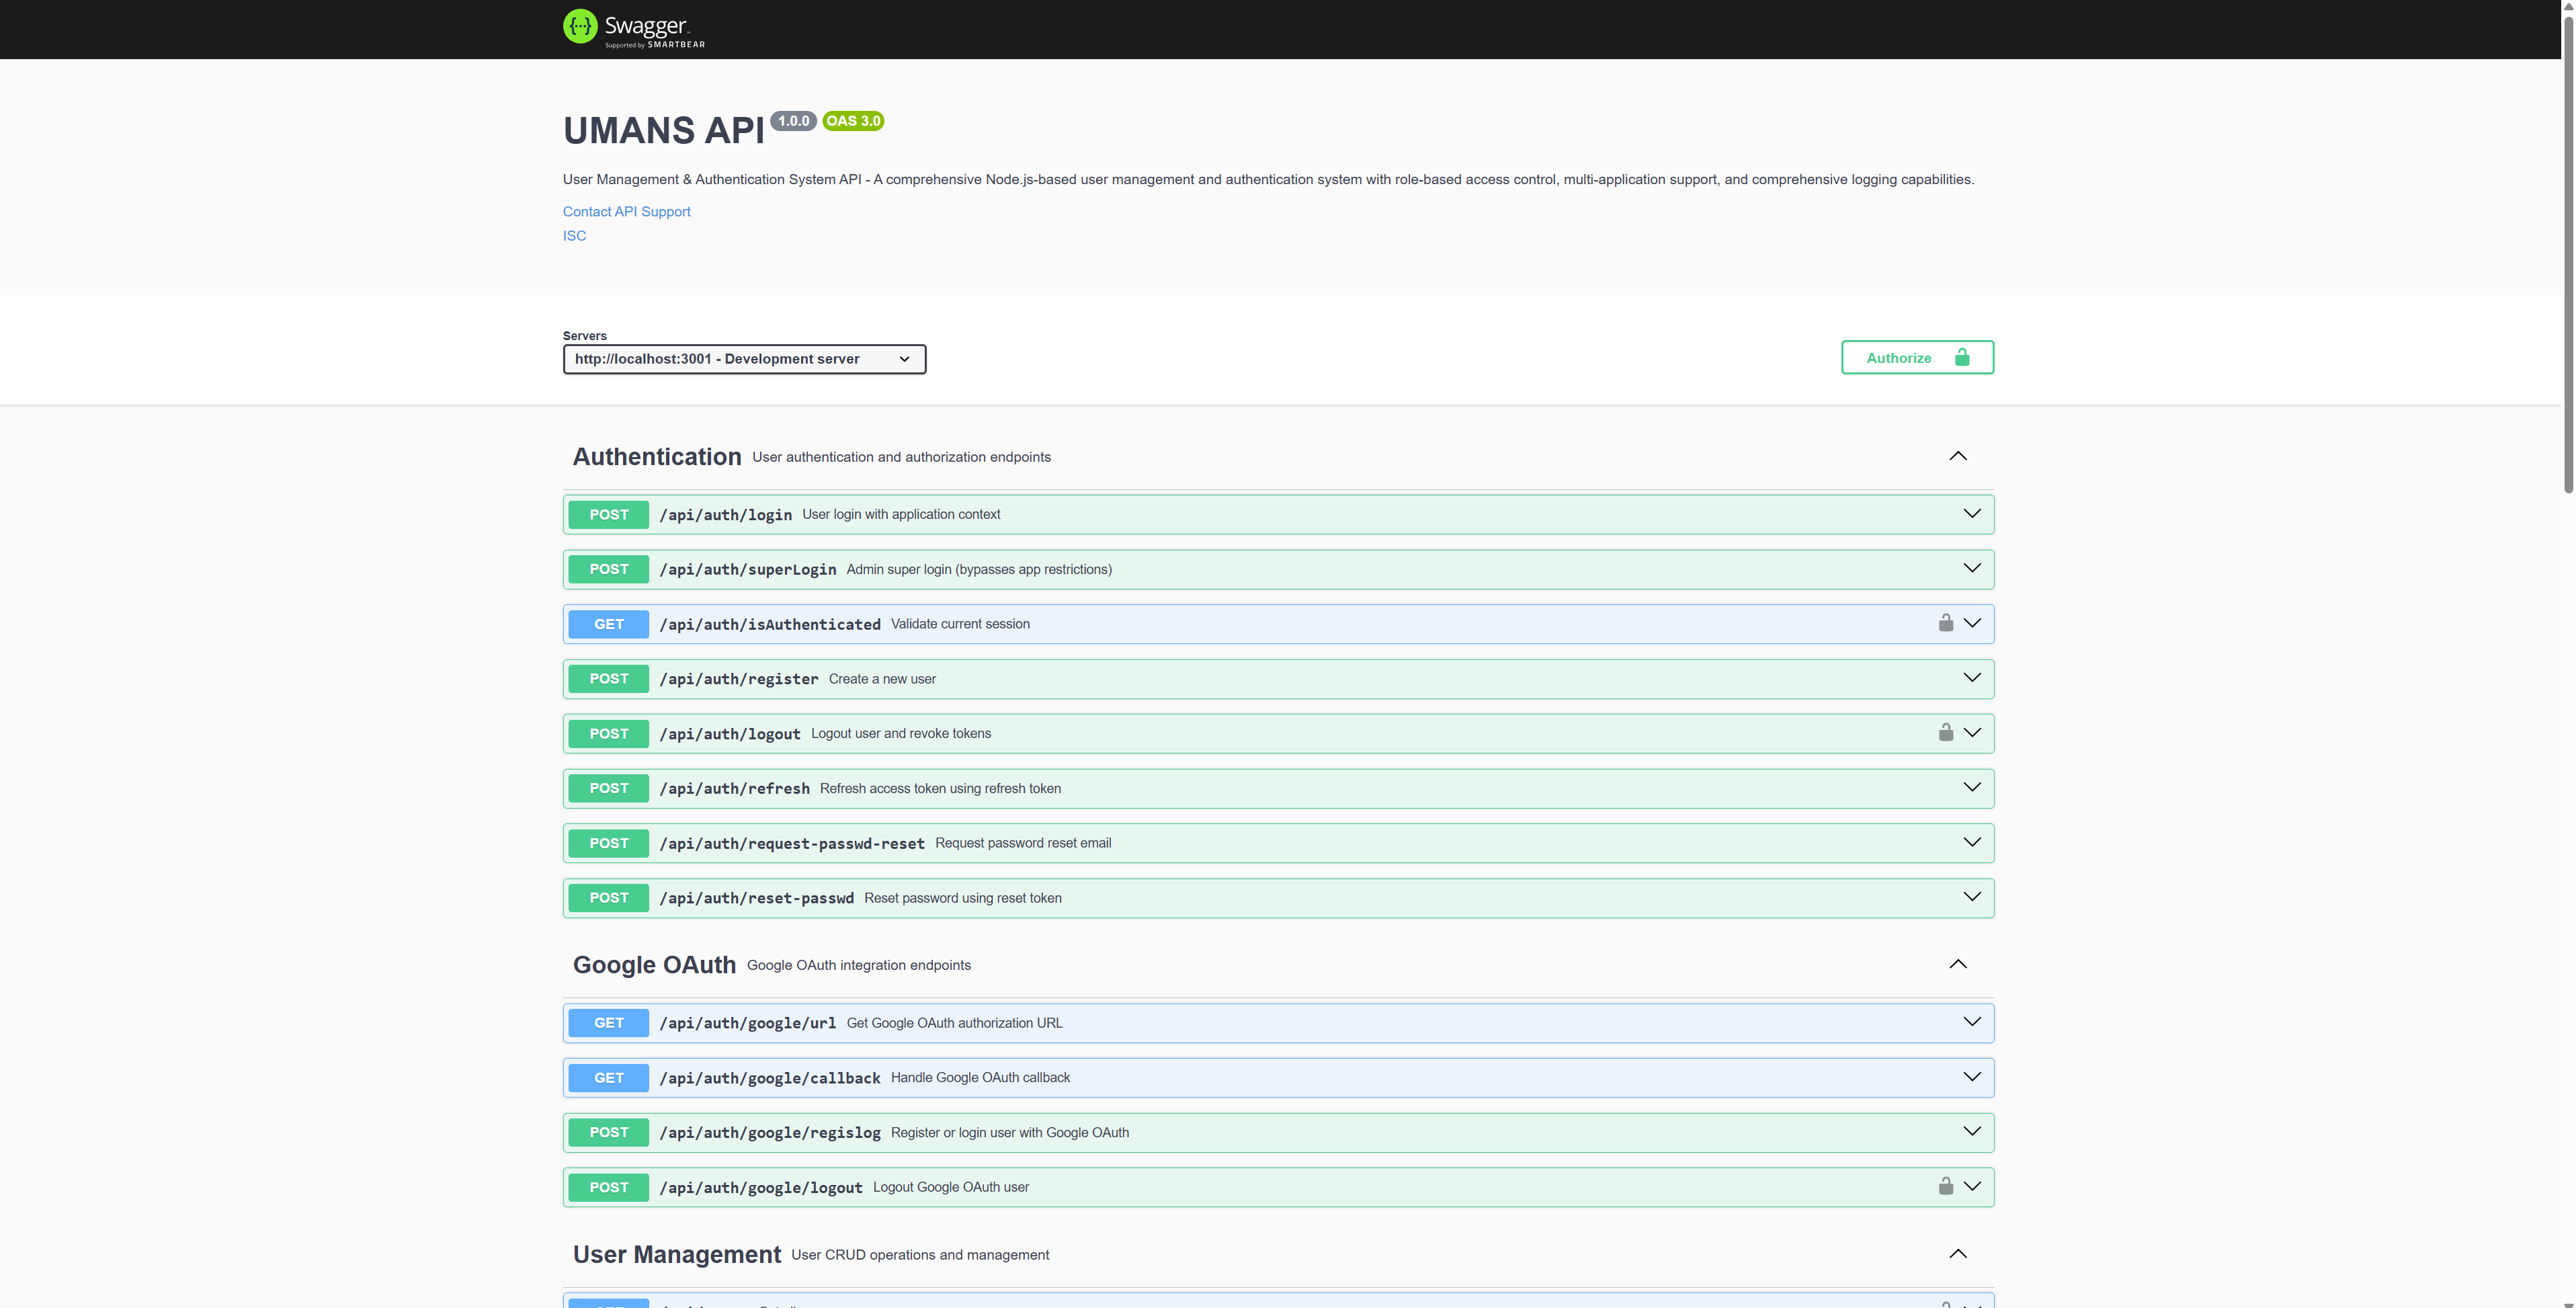 Swagger
Supported by SMARTBEAR
UMANS API 1.0.0 OAS 3.0
User Management & Authentication System API - A comprehensive Node.js-based user management and authentication system with role-based access control, multi-application support, and comprehensive logging capabilities.
Contact API Support
ISC
Servers
http://localhost:3001 - Development server
Authorize
Authentication User authentication and authorization endpoints
POST /api/auth/login User login with application context
POST /api/auth/superLogin Admin super login (bypasses app restrictions)
GET /api/auth/isAuthenticated Validate current session
POST /api/auth/register Create a new user
POST /api/auth/logout Logout user and revoke tokens
POST /api/auth/refresh Refresh access token using refresh token
POST /api/auth/request-passwd-reset Request password reset email
POST /api/auth/reset-passwd Reset password using reset token
Google OAuth Google OAuth integration endpoints
GET /api/auth/google/url Get Google OAuth authorization URL
GET /api/auth/google/callback Handle Google OAuth callback
POST /api/auth/google/regislog Register or login user with Google OAuth
POST /api/auth/google/logout Logout Google OAuth user
User Management User CRUD operations and management